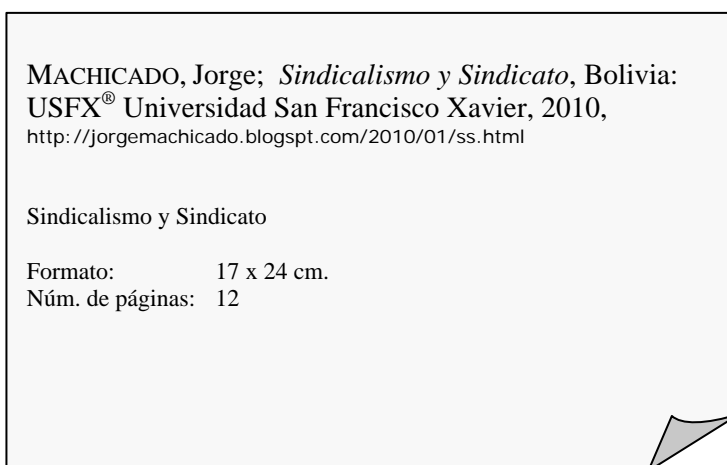 MACHICADO, Jorge; Sindicalismo y Sindicato, Bolivia:
USFX® Universidad San Francisco Xavier, 2010,
http://jorgemachicado.blogspt.com/2010/01/ss.html
Sindicalismo y Sindicato
Formato: 17 x 24 cm.
Núm. de páginas: 12